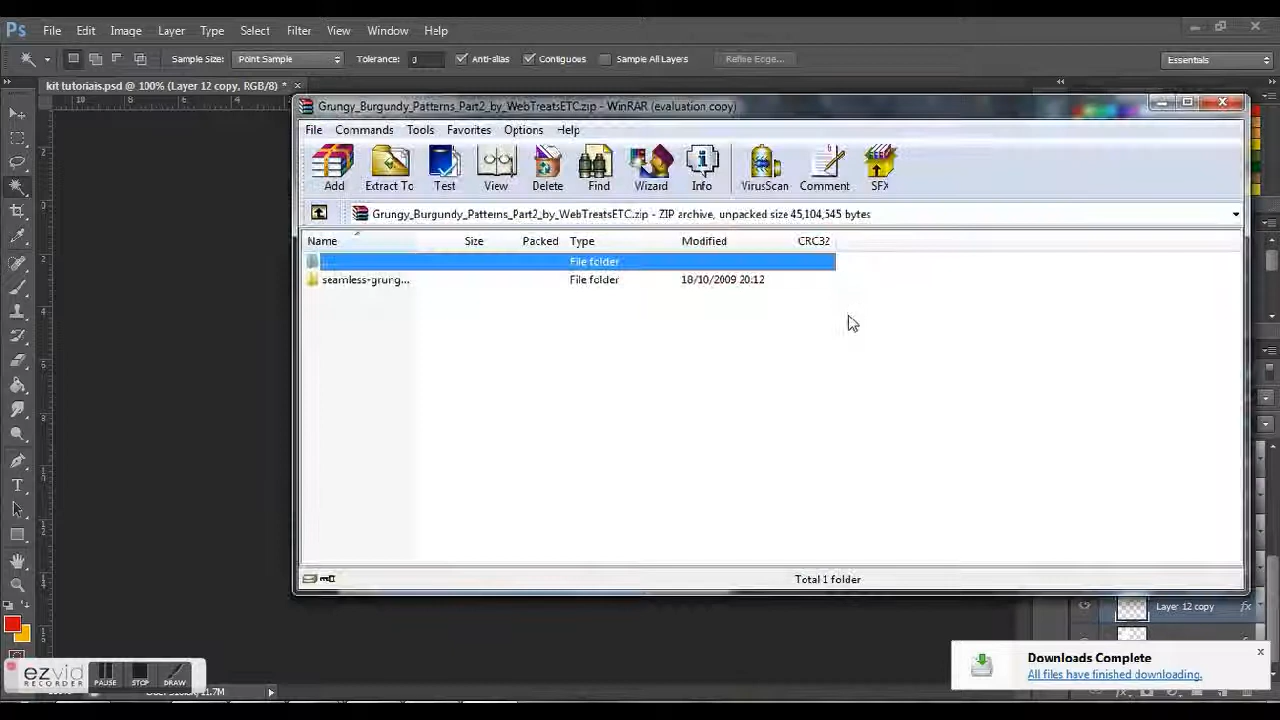 Ps File Edit Image Layer Type Select Filter View Window Help
Sample Size: Point Sample Tolerance: 0 Anti-alias Contiguous Sample All Layers Refine Edge... Essentials
kit tutoriais.psd @ 100% (Layer 12 copy, RGB/8) *
Grungy_Burgundy_Patterns_Part2_by_WebTreatsETC.zip - WinRAR (evaluation copy)
File Commands Tools Favorites Options Help
Add Extract To Test View Delete Find Wizard Info VirusScan Comment SFX
Grungy_Burgundy_Patterns_Part2_by_WebTreatsETC.zip - ZIP archive, unpacked size 45,104,545 bytes
Name Size Packed Type Modified CRC32
File folder
seamless-grung... File folder 18/10/2009 20:12
Total 1 folder
Layer 12 copy fx
Downloads Complete
All files have finished downloading.
ezvid
RECORDER
PAUSE STOP DRAW